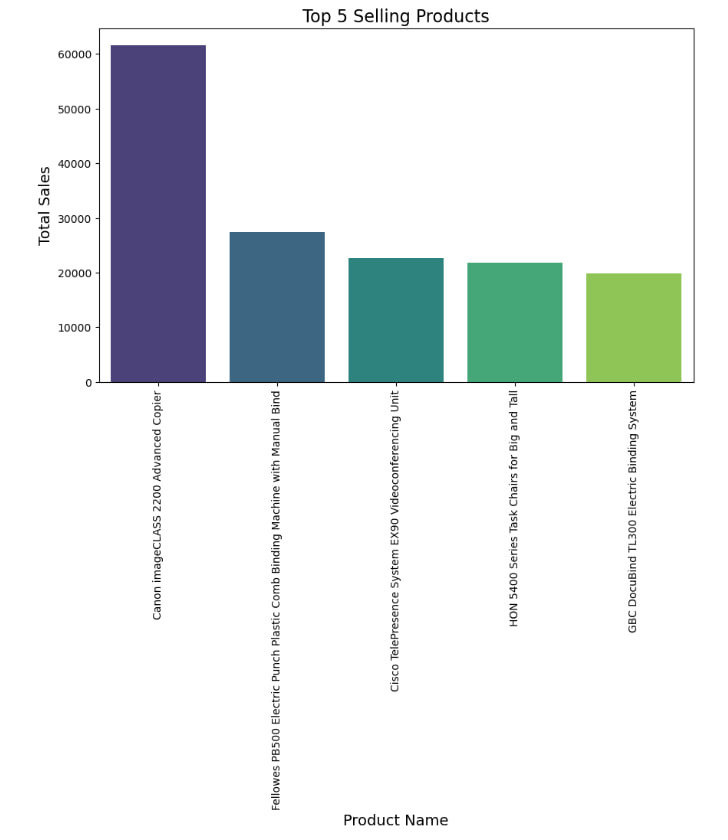 Top 5 Selling Products
Total Sales
60000
50000
40000
30000
20000
10000
0
Canon imageCLASS 2200 Advanced Copier
Fellowes PB500 Electric Punch Plastic Comb Binding Machine with Manual Bind
Cisco TelePresence System EX90 Videoconferencing Unit
HON 5400 Series Task Chairs for Big and Tall
GBC DocuBind TL300 Electric Binding System
Product Name